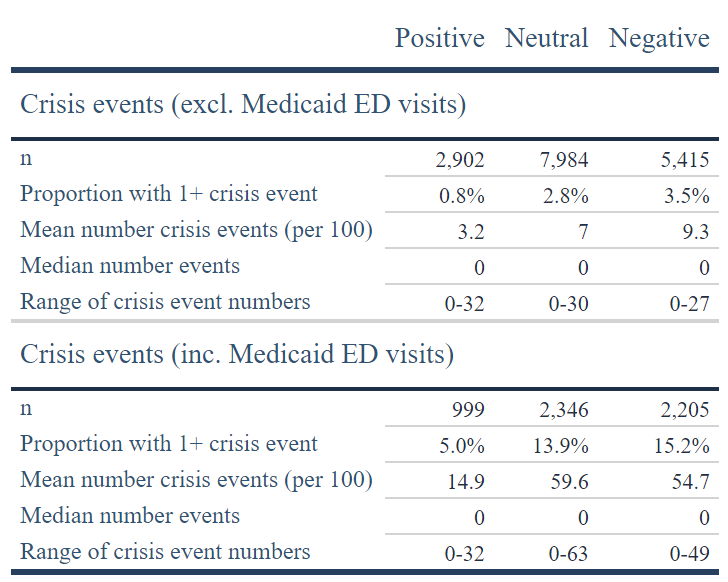 Positive Neutral Negative
Crisis events (excl. Medicaid ED visits)
n 2,902 7,984 5,415
Proportion with 1+ crisis event 0.8% 2.8% 3.5%
Mean number crisis events (per 100) 3.2 7 9.3
Median number events 0 0 0
Range of crisis event numbers 0-32 0-30 0-27
Crisis events (inc. Medicaid ED visits)
n 999 2,346 2,205
Proportion with 1+ crisis event 5.0% 13.9% 15.2%
Mean number crisis events (per 100) 14.9 59.6 54.7
Median number events 0 0 0
Range of crisis event numbers 0-32 0-63 0-49